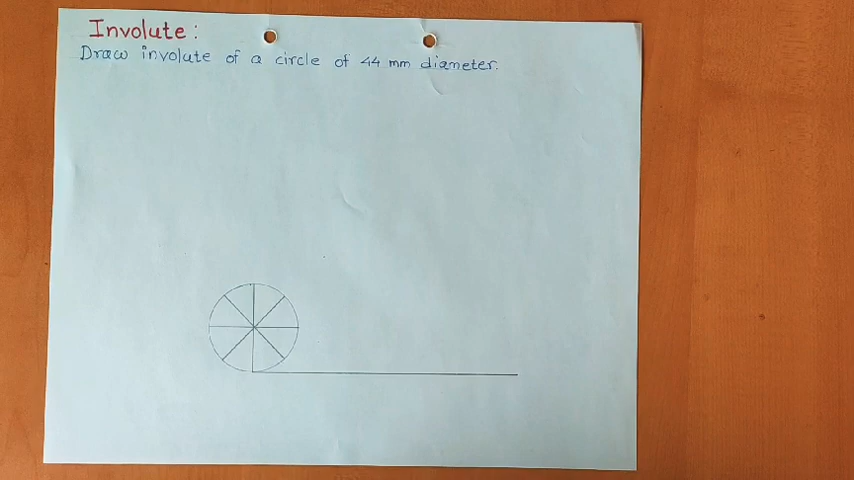 Involute:
Draw involute of a circle of 44 mm diameter.